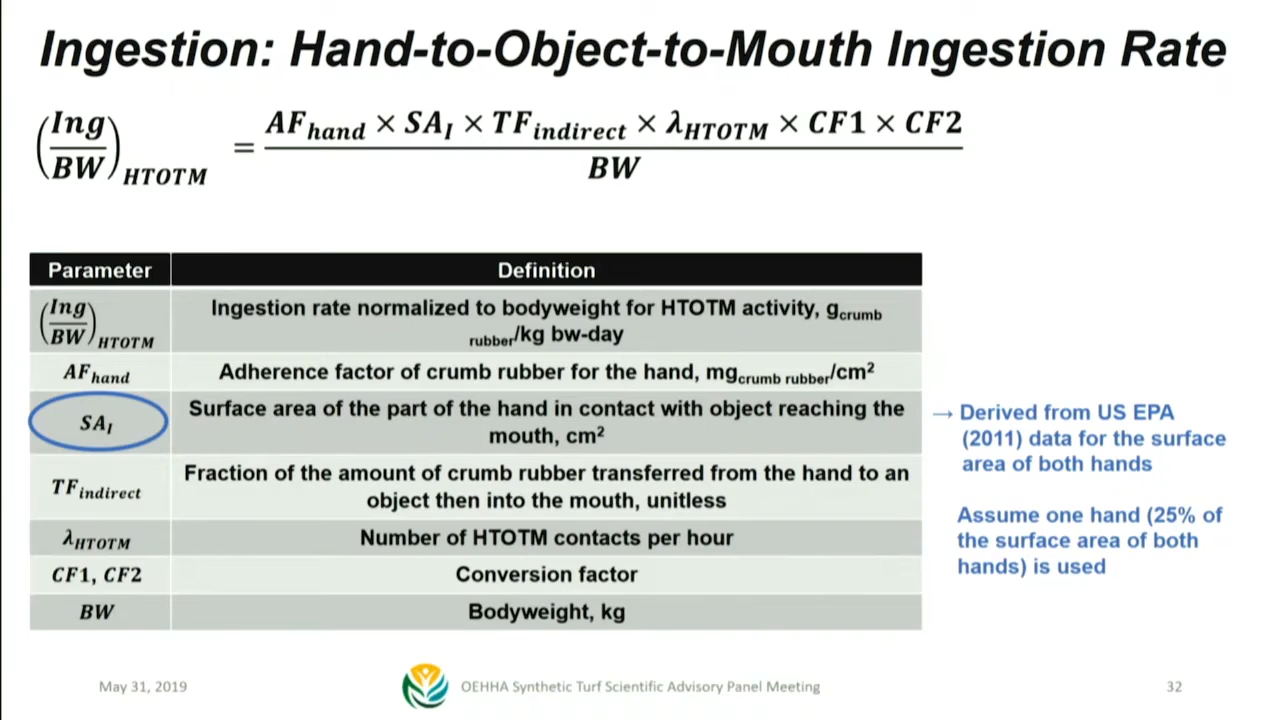 Ingestion: Hand-to-Object-to-Mouth Ingestion Rate
(Ing/BW)HTOTM = AFhand × SAI × TFindirect × λHTOTM × CF1 × CF2 / BW
Parameter Definition
(Ing/BW)HTOTM Ingestion rate normalized to bodyweight for HTOTM activity, gcrumb
rubber/kg bw-day
AFhand Adherence factor of crumb rubber for the hand, mgcrumb rubber/cm²
SAI Surface area of the part of the hand in contact with object reaching the
mouth, cm²
TFindirect Fraction of the amount of crumb rubber transferred from the hand to an
object then into the mouth, unitless
λHTOTM Number of HTOTM contacts per hour
CF1, CF2 Conversion factor
BW Bodyweight, kg
→ Derived from US EPA
(2011) data for the surface
area of both hands
Assume one hand (25% of
the surface area of both
hands) is used
May 31, 2019
OEHHA Synthetic Turf Scientific Advisory Panel Meeting
32